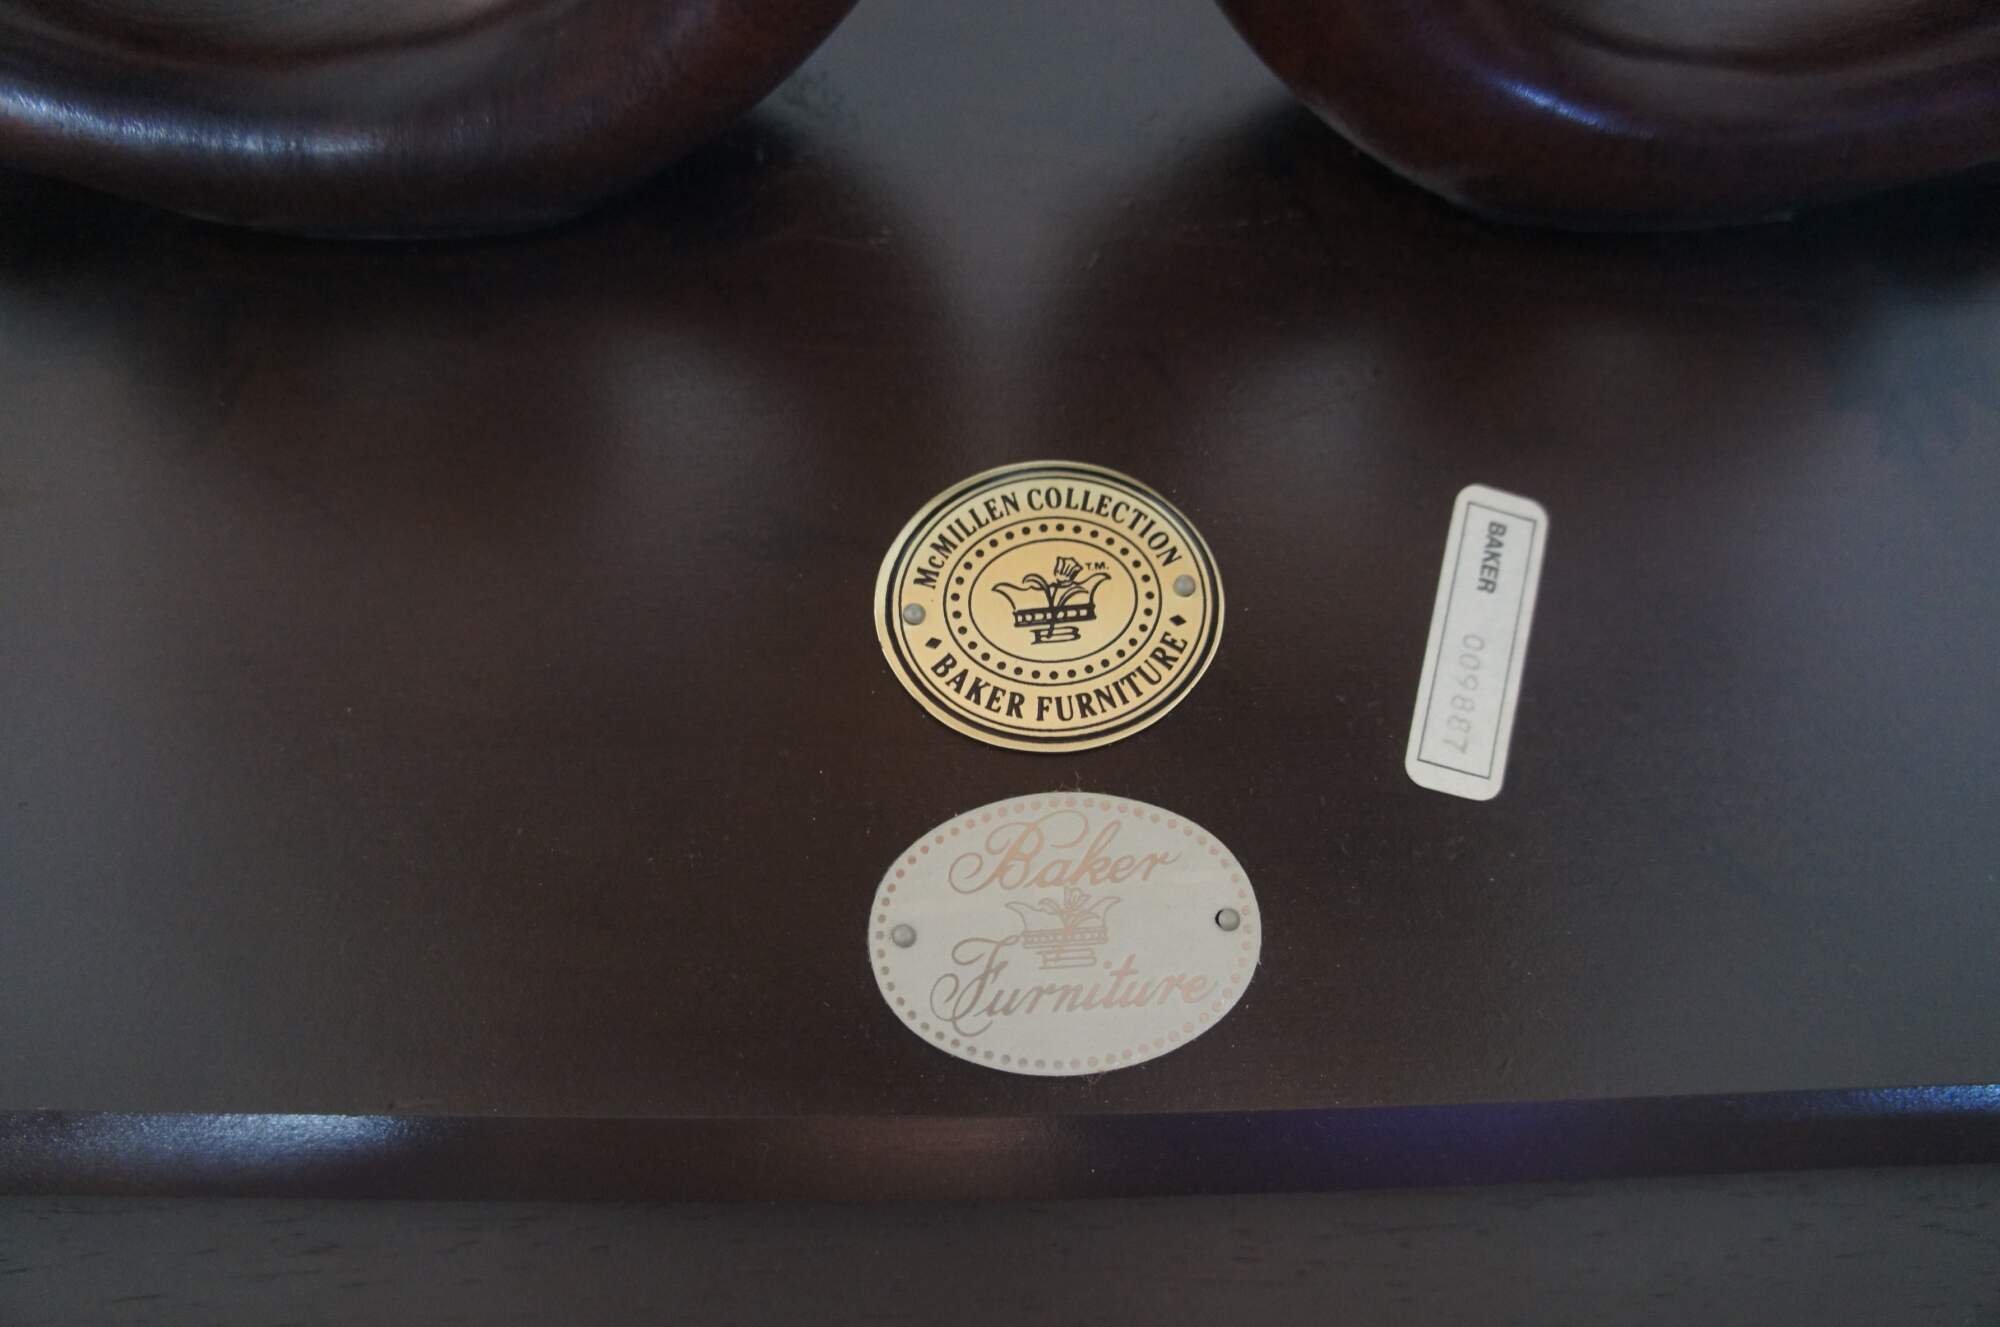 McMILLEN COLLECTION
T.M.
B
BAKER FURNITURE
BAKER 009887
Baker
B
Furniture